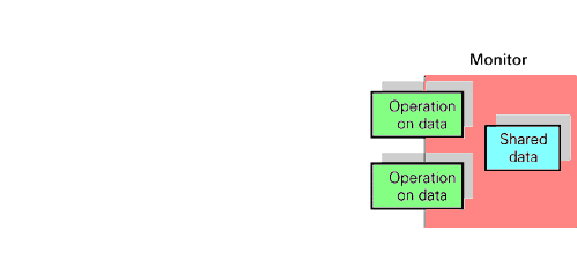 Monitor
Operation
on data
Shared
data
Operation
on data